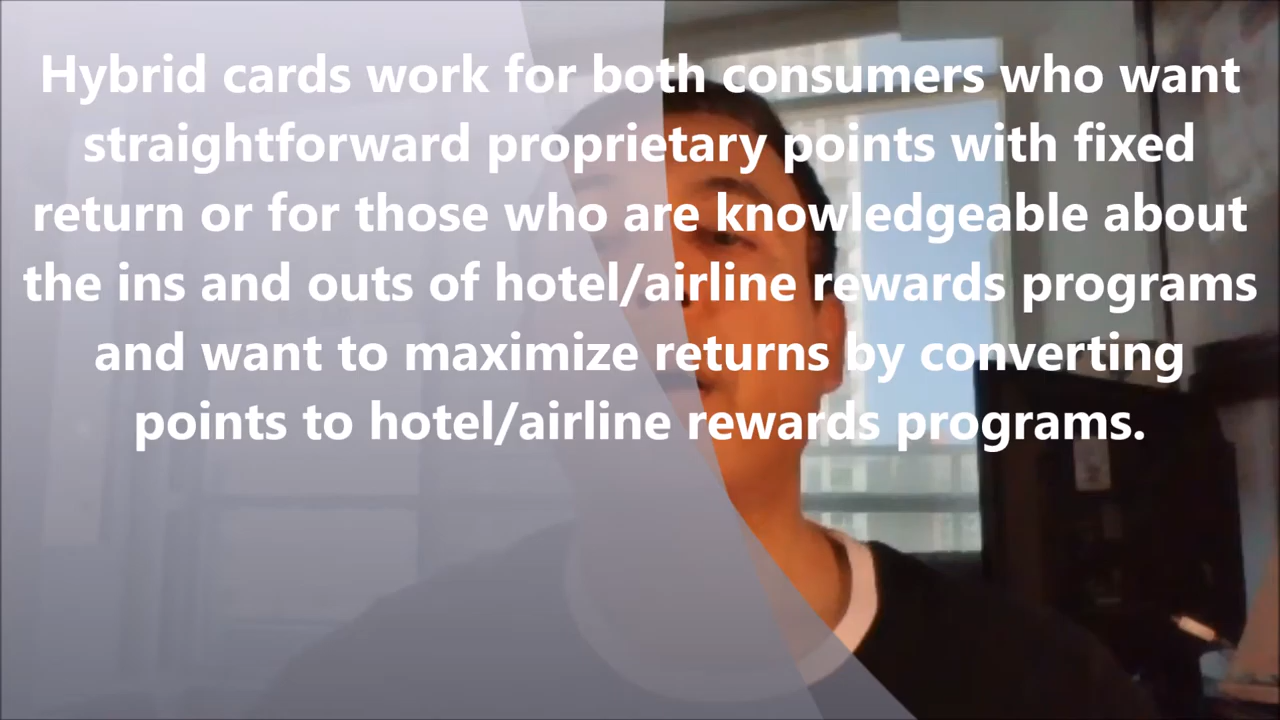 Hybrid cards work for both consumers who want
straightforward proprietary points with fixed
return or for those who are knowledgeable about
the ins and outs of hotel/airline rewards programs
and want to maximize returns by converting
points to hotel/airline rewards programs.